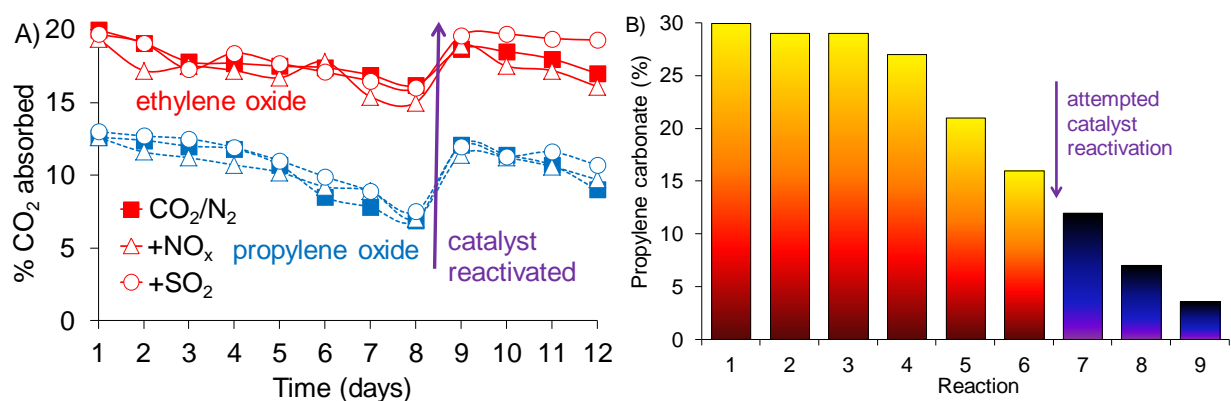 A)
% CO₂ absorbed
20
15
10
5
0
ethylene oxide
CO₂/N₂
+NOₓ
+SO₂
propylene oxide
catalyst
reactivated
1 2 3 4 5 6 7 8 9 10 11 12
Time (days)
B)
Propylene carbonate (%)
30
25
20
15
10
5
0
attempted
catalyst
reactivation
1 2 3 4 5 6 7 8 9
Reaction